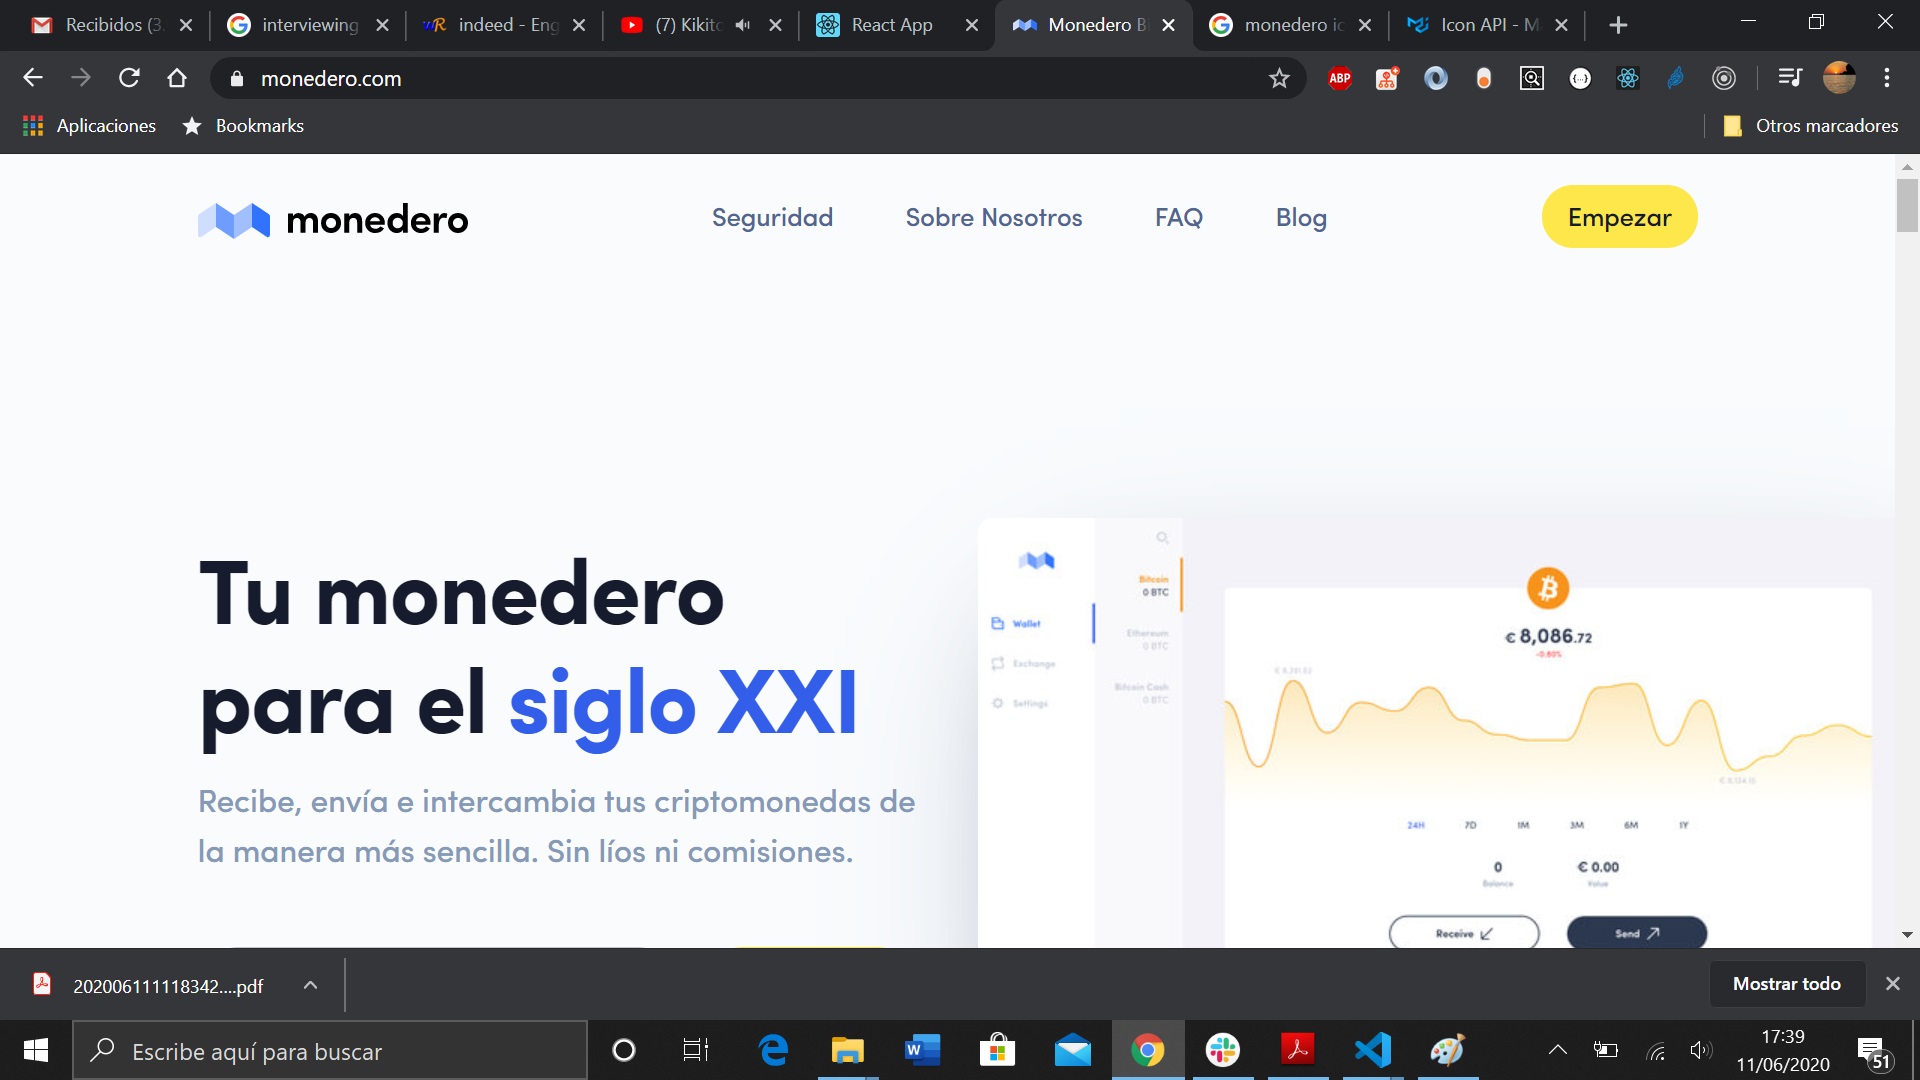 Recibidos (3.
interviewing
indeed - Eng
(7) Kikito
React App
Monedero B
monedero ic
Icon API - M
monedero.com
ABP
Aplicaciones
Bookmarks
Otros marcadores
monedero
Seguridad
Sobre Nosotros
FAQ
Blog
Empezar
Tu monedero
para el siglo XXI
Recibe, envía e intercambia tus criptomonedas de
la manera más sencilla. Sin líos ni comisiones.
Wallet
Exchange
Settings
Bitcoin
0 BTC
Ethereum
0 BTC
Bitcoin Cash
0 BTC
€ 8,086.72
-0.80%
24H
7D
1M
3M
6M
1Y
0
Balance
€ 0.00
Value
Receive
Send
202006111118342....pdf
Mostrar todo
Escribe aquí para buscar
17:39
11/06/2020
51